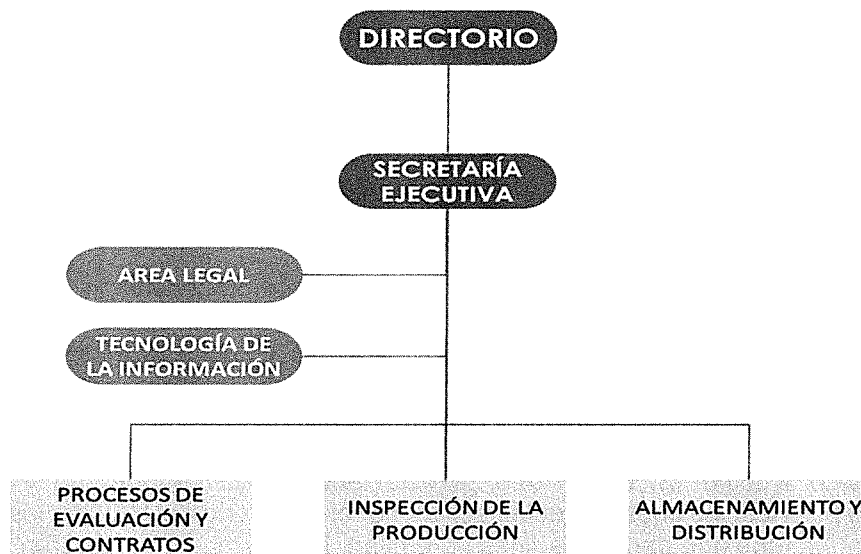 DIRECTORIO
SECRETARÍA
EJECUTIVA
AREA LEGAL
TECNOLOGÍA DE
LA INFORMACIÓN
PROCESOS DE
EVALUACIÓN Y
CONTRATOS
INSPECCIÓN DE LA
PRODUCCIÓN
ALMACENAMIENTO Y
DISTRIBUCIÓN